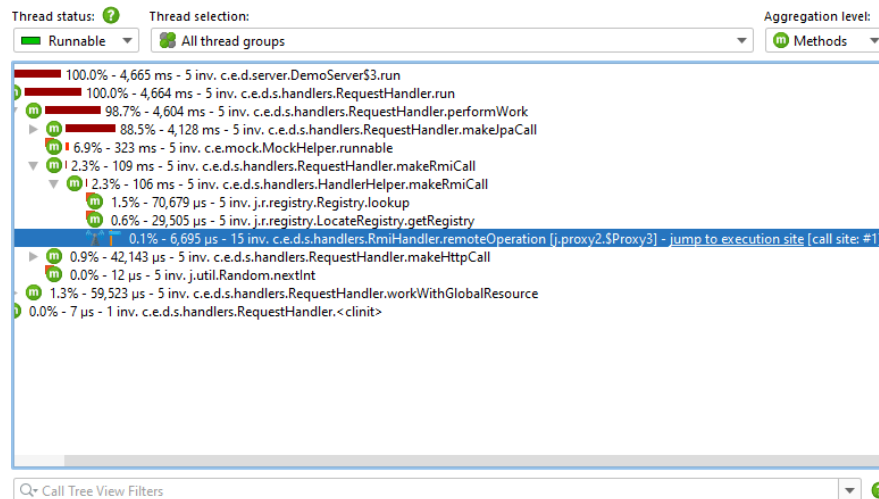 Thread status:
Thread selection:
Aggregation level:
Runnable
All thread groups
Methods
100.0% - 4,665 ms - 5 inv. c.e.d.server.DemoServer$3.run
100.0% - 4,664 ms - 5 inv. c.e.d.s.handlers.RequestHandler.run
98.7% - 4,604 ms - 5 inv. c.e.d.s.handlers.RequestHandler.performWork
88.5% - 4,128 ms - 5 inv. c.e.d.s.handlers.RequestHandler.makeJpaCall
6.9% - 323 ms - 5 inv. c.e.mock.MockHelper.runnable
2.3% - 109 ms - 5 inv. c.e.d.s.handlers.RequestHandler.makeRmiCall
2.3% - 106 ms - 5 inv. c.e.d.s.handlers.HandlerHelper.makeRmiCall
1.5% - 70,679 µs - 5 inv. j.r.registry.Registry.lookup
0.6% - 29,505 µs - 5 inv. j.r.registry.LocateRegistry.getRegistry
0.1% - 6,695 µs - 15 inv. c.e.d.s.handlers.RmiHandler.remoteOperation [j.proxy2.$Proxy3] - jump to execution site [call site: #1
0.9% - 42,143 µs - 5 inv. c.e.d.s.handlers.RequestHandler.makeHttpCall
0.0% - 12 µs - 5 inv. j.util.Random.nextInt
1.3% - 59,523 µs - 5 inv. c.e.d.s.handlers.RequestHandler.workWithGlobalResource
0.0% - 7 µs - 1 inv. c.e.d.s.handlers.RequestHandler.<clinit>
Call Tree View Filters